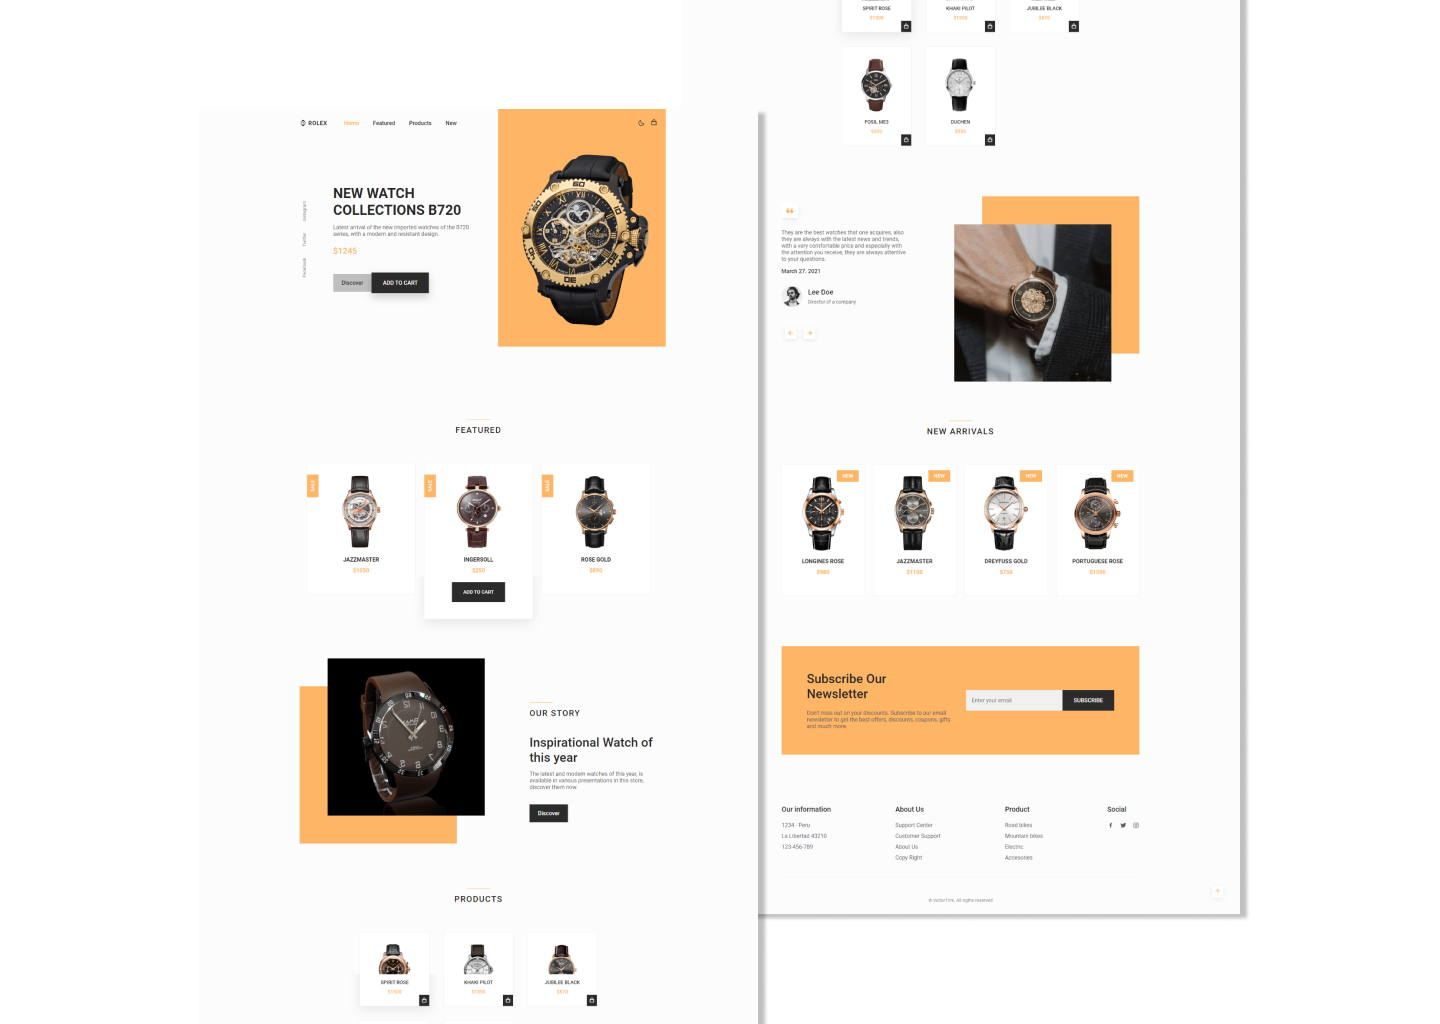 ROLEX
Home
Featured
Products
New
Instagram
Twitter
Facebook
NEW WATCH
COLLECTIONS B720
Latest arrival of the new imported watches of the B720
series, with a modern and resistant design.
$1245
Discover
ADD TO CART
FEATURED
SALE
SALE
SALE
JAZZMASTER
$1050
INGERSOLL
$250
ADD TO CART
ROSE GOLD
$890
OUR STORY
Inspirational Watch of
this year
The latest and modern watches of this year, is
available in various presentations in this store,
discover them now.
Discover
PRODUCTS
SPIRIT ROSE
$1500
KHAKI PILOT
$1350
JUBILEE BLACK
$870
SPIRIT ROSE
$1500
KHAKI PILOT
$1350
JUBILEE BLACK
$870
FOSIL ME3
DUCHEN
They are the best watches that one acquires, also
they are always with the latest news and trends,
with a very comfortable price and especially with
the attention you receive, they are always attentive
to your questions.
March 27. 2021
Lee Doe
Director of a company
NEW ARRIVALS
NEW
NEW
NEW
NEW
LONGINES ROSE
$980
JAZZMASTER
$1150
DREYFUSS GOLD
$750
PORTUGUESE ROSE
$1590
Subscribe Our
Newsletter
Don't miss out on your discounts. Subscribe to our email
newsletter to get the best offers, discounts, coupons, gifts
and much more.
Enter your email
SUBSCRIBE
Our information
1234 - Peru
La Libertad 43210
123-456-789
About Us
Support Center
Customer Support
About Us
Copy Right
Product
Road bikes
Mountain bikes
Electric
Accesories
Social